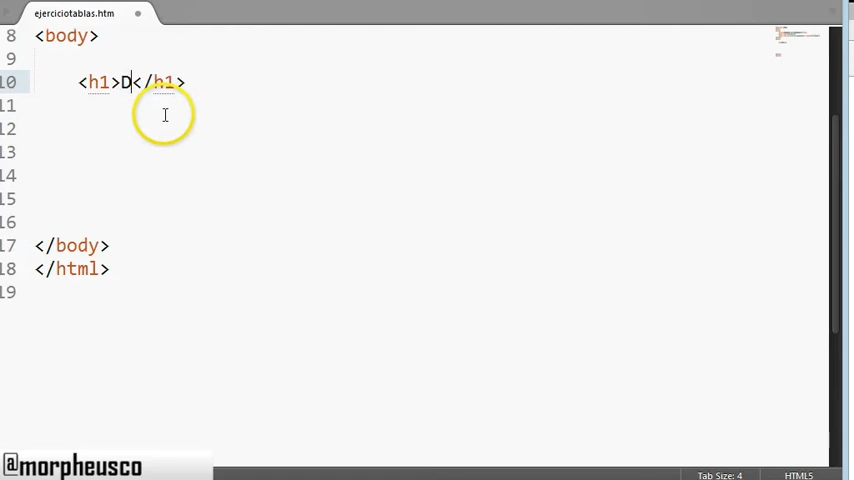 ejerciciotablas.htm
8 <body>
9
10 <h1>D</h1>
11
12
13
14
15
16
17 </body>
18 </html>
19
@morpheusco
Tab Size: 4 HTML5